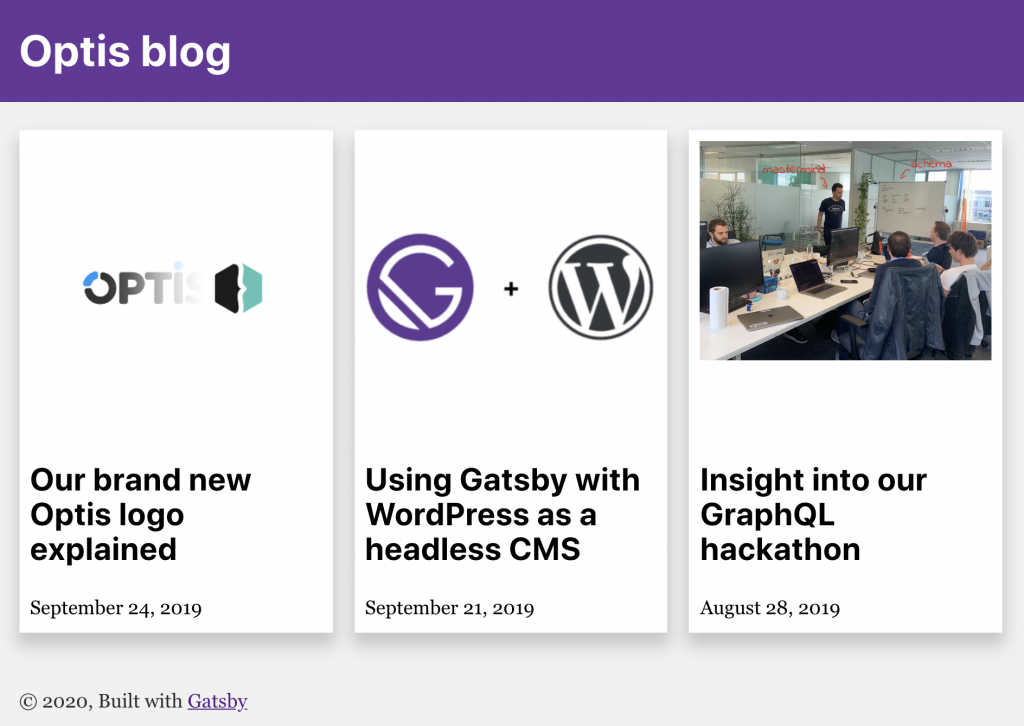 Optis blog
OPTIS
+
mastermind
schema
Our brand new
Optis logo
explained
September 24, 2019
Using Gatsby with
WordPress as a
headless CMS
September 21, 2019
Insight into our
GraphQL
hackathon
August 28, 2019
© 2020, Built with Gatsby